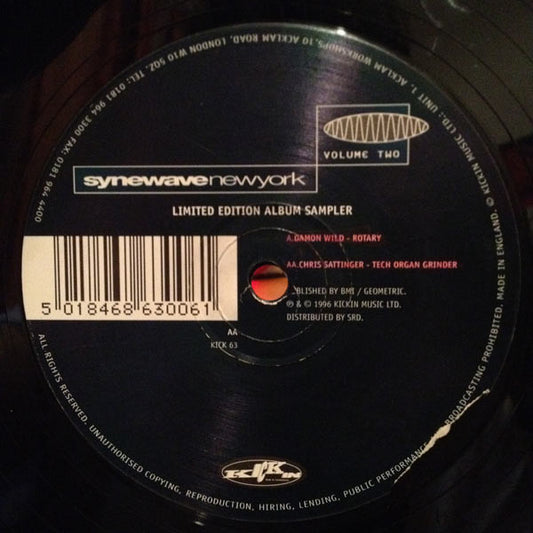 VOLUME TWO
synewavenewyork
LIMITED EDITION ALBUM SAMPLER
A.DAMON WILD - ROTARY
AA.CHRIS SATTINGER - TECH ORGAN GRINDER
BY BMI / GEOMETRIC.
℗ & © 1996 KICKIN MUSIC LTD.
DISTRIBUTED BY SRD.
5 018468 630061
AA
KICK 63
KICKIN
© KICKIN MUSIC LTD.: UNIT 1, ACKLAM WORKSHOPS,10 ACKLAM ROAD, LONDON W10 5QZ. TEL: 0181 964 3300 FAX: 0181 964 4400
ALL RIGHTS RESERVED. UNAUTHORISED COPYING, REPRODUCTION, HIRING, LENDING, PUBLIC PERFORMANCE BROADCASTING PROHIBITED. MADE IN ENGLAND.